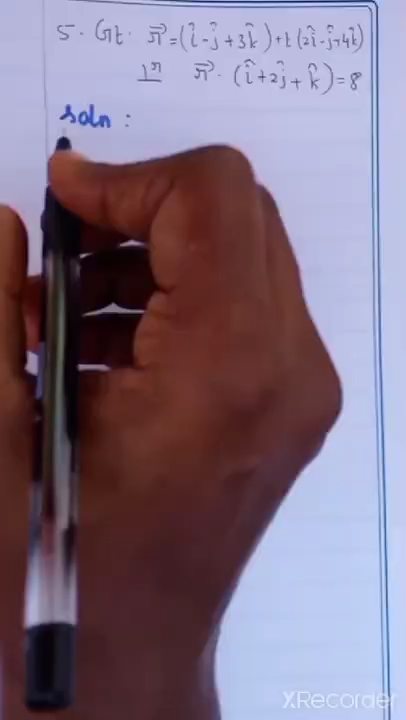 5. Gt. r⃗ = (î - ĵ + 3k̂) + t(2î - ĵ + 4k̂)
r⃗ · (î + 2ĵ + k̂) = 8
soln :
XRecorder